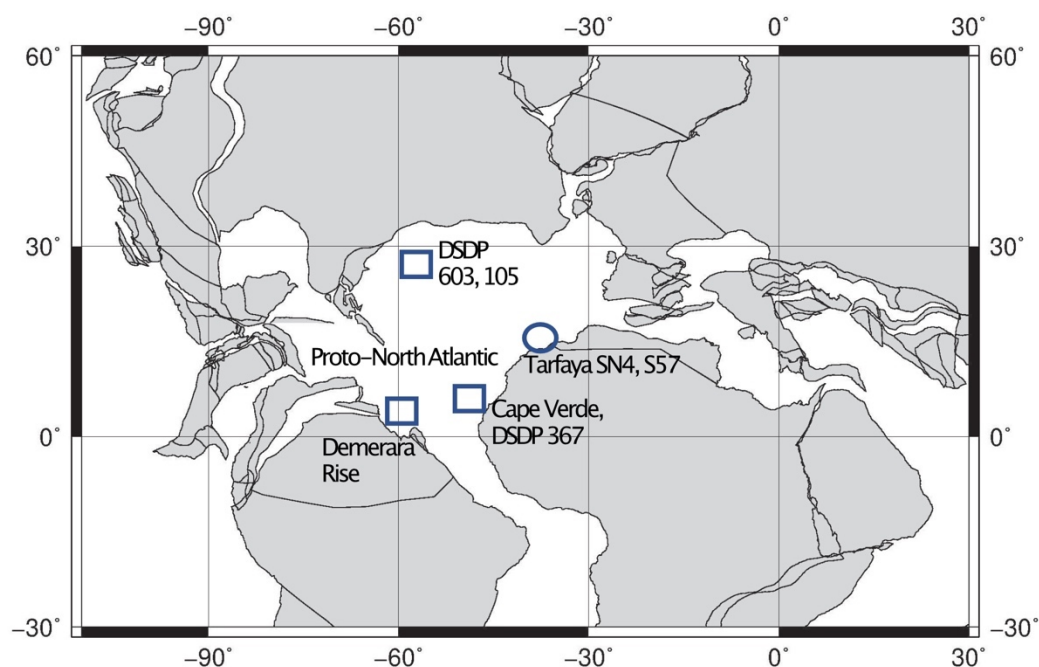 −90° −60° −30° 0° 30°
60° 60°
30° 30°
DSDP
603, 105
Proto−North Atlantic
Tarfaya SN4, S57
Cape Verde,
DSDP 367
Demerara
Rise
0° 0°
−30° −30°
−90° −60° −30° 0° 30°